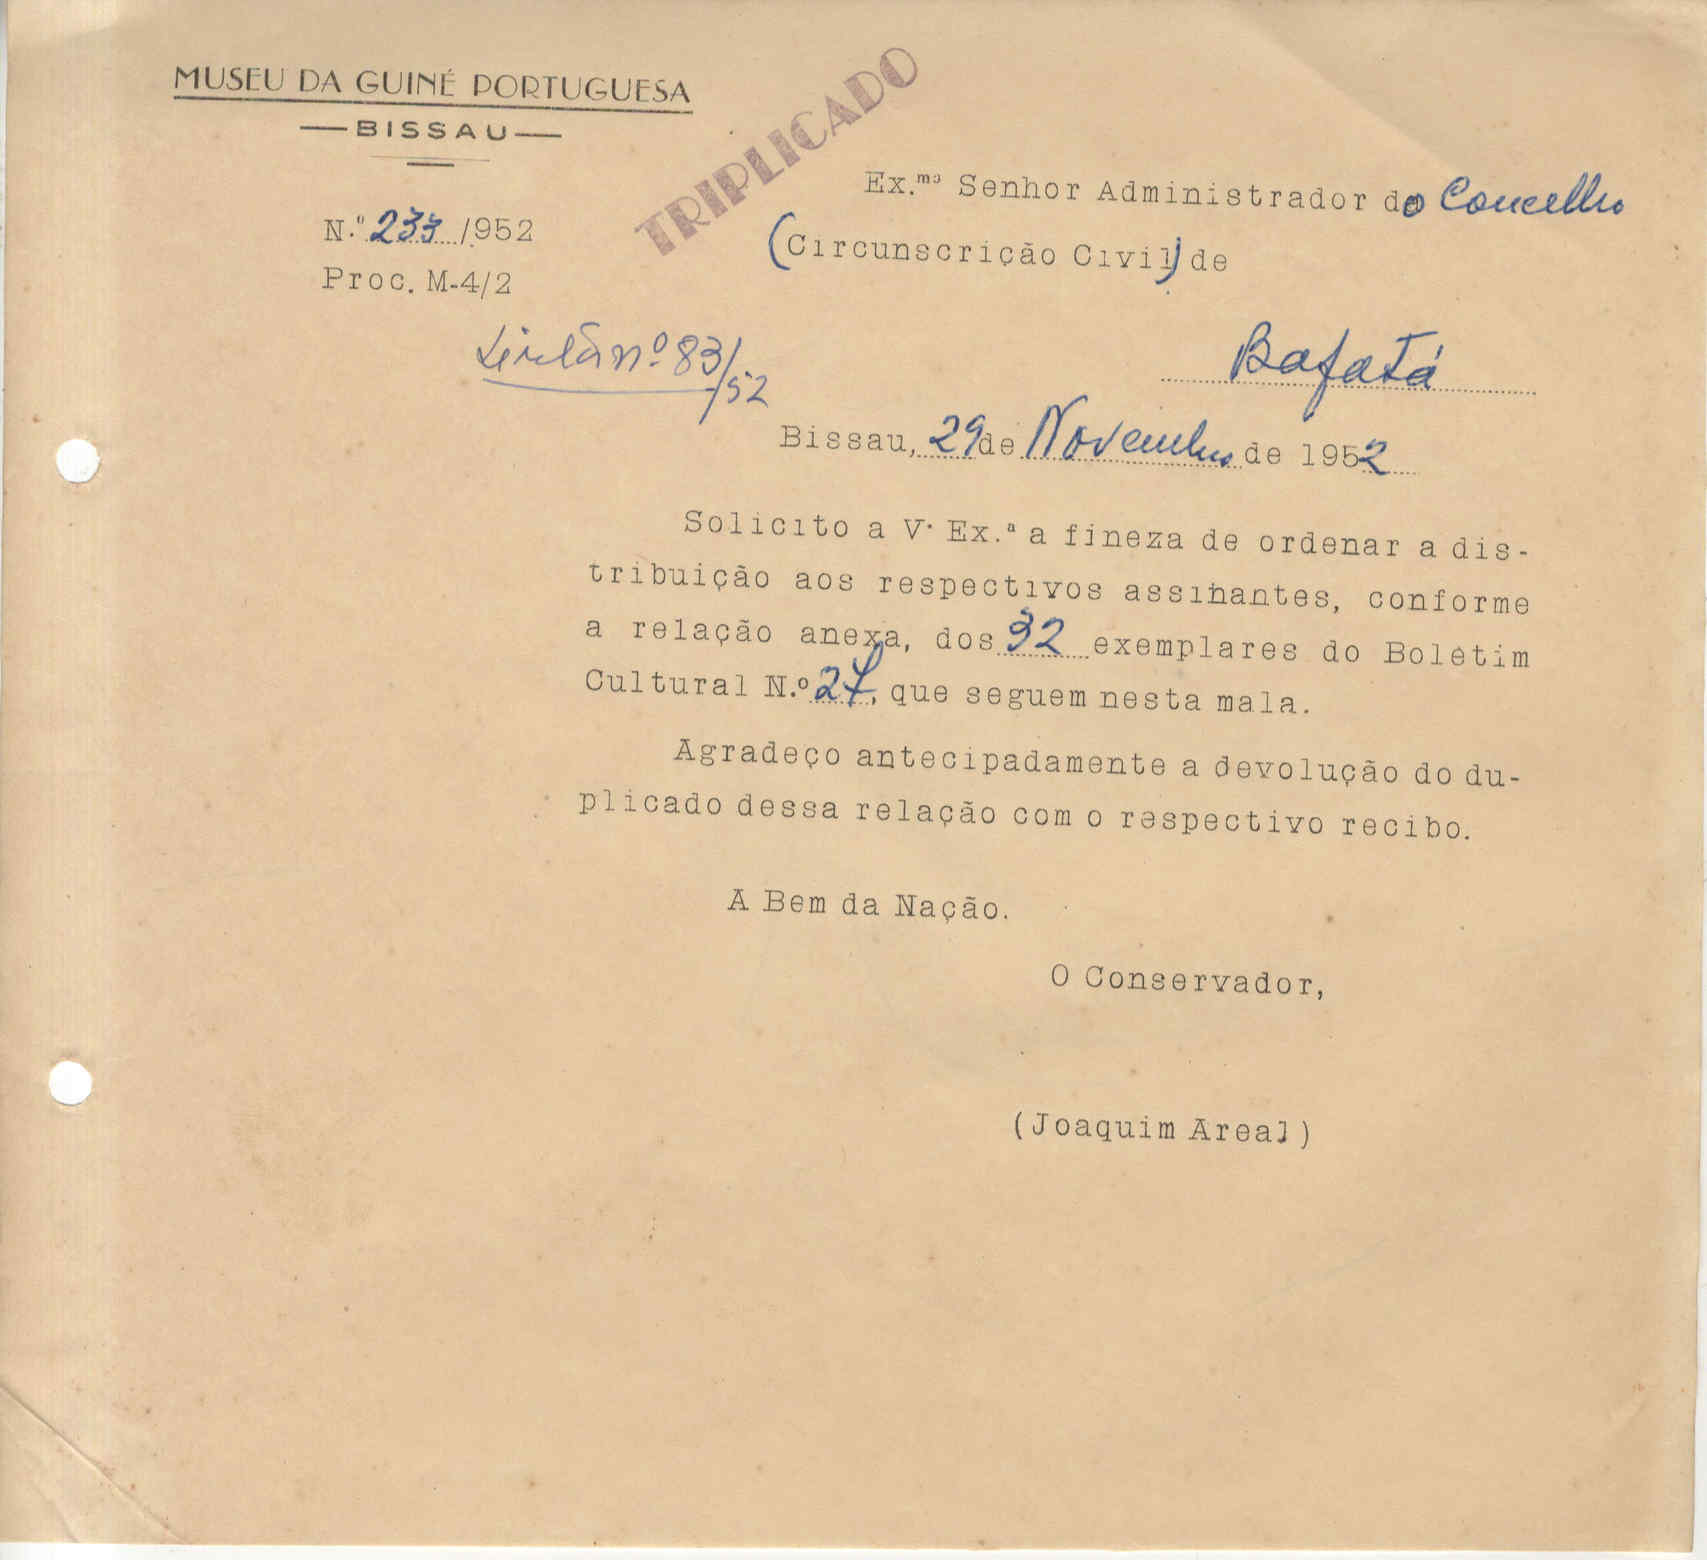 MUSEU DA GUINÉ PORTUGUESA
BISSAU
TRIPLICADO
N.º 233/952
Proc. M-4/2
Ex.mo Senhor Administrador do Concelho
(Circunscrição Civil) de
nº 83/52
Bafatá
Bissau, 29 de Novembro de 1952
Solicito a V. Ex.ª a fineza de ordenar a dis-
tribuição aos respectivos assinantes, conforme
a relação anexa, dos 32 exemplares do Boletim
Cultural N.º 27, que seguem nesta mala.
Agradeço antecipadamente a devolução do du-
plicado dessa relação com o respectivo recibo.
A Bem da Nação.
O Conservador,
(Joaquim Areal)